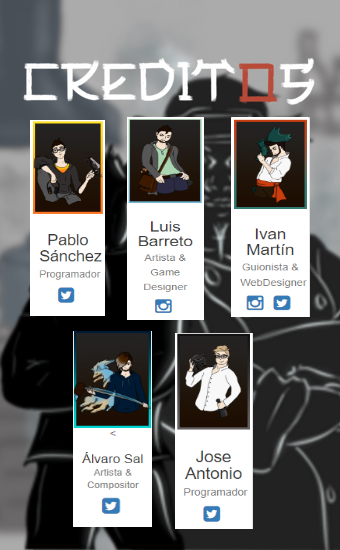 CREDITOS
Pablo
Sánchez
Programador
Luis
Barreto
Artista &
Game
Designer
Ivan
Martín
Guionista &
WebDesigner
<
Álvaro Sal
Artista &
Compositor
Jose
Antonio
Programador